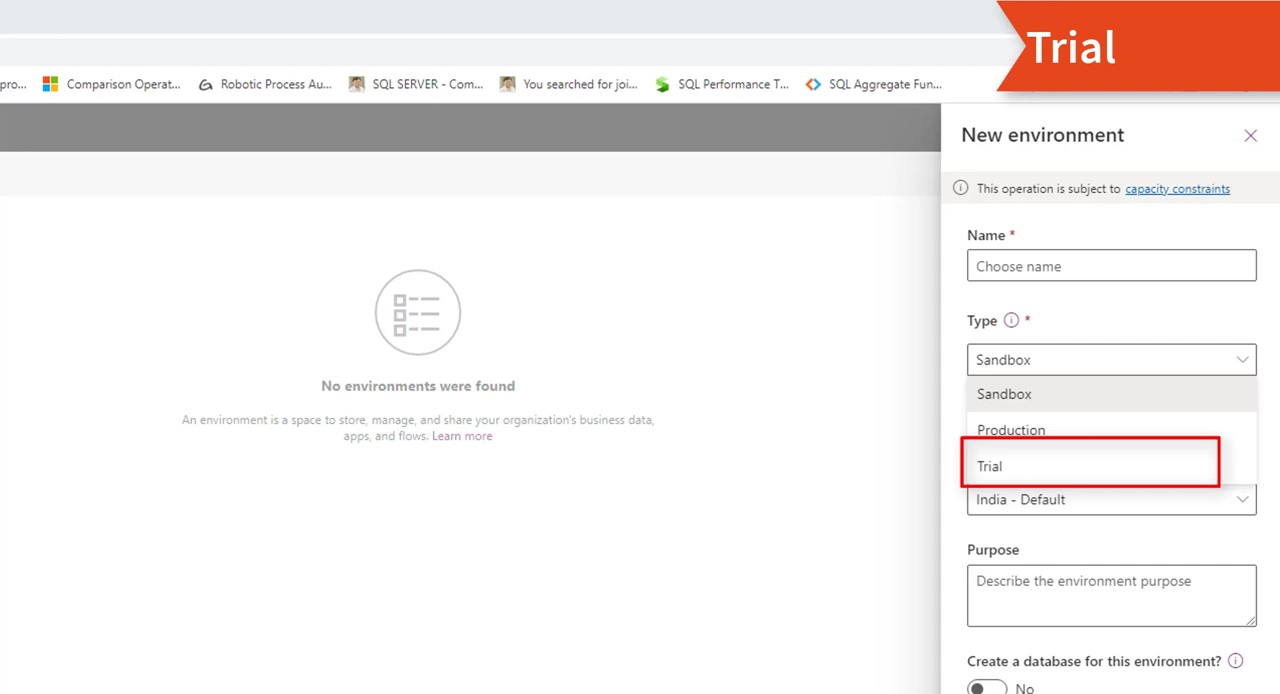 Trial
pro...
Comparison Operat...
Robotic Process Au...
SQL SERVER - Com...
You searched for joi...
SQL Performance T...
SQL Aggregate Fun...
New environment
This operation is subject to capacity constraints
Name *
Choose name
Type *
Sandbox
Sandbox
Production
Trial
India - Default
Purpose
Describe the environment purpose
Create a database for this environment?
No
No environments were found
An environment is a space to store, manage, and share your organization's business data,
apps, and flows. Learn more